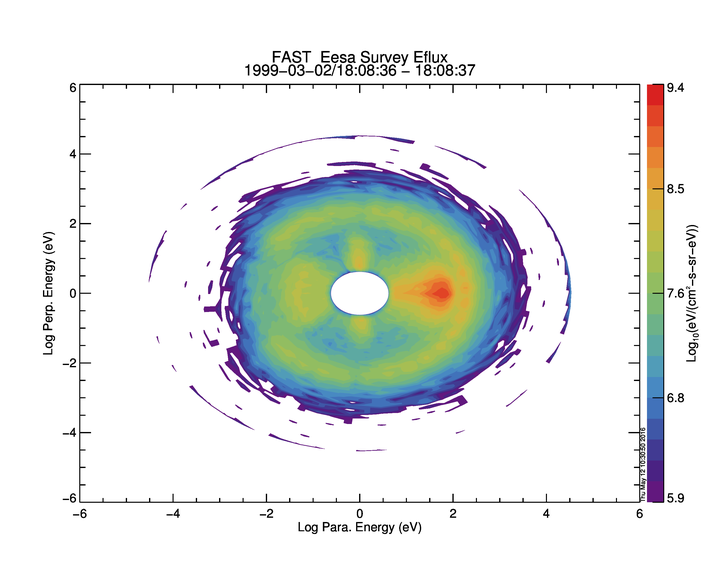 FAST Eesa Survey Eflux
1999-03-02/18:08:36 - 18:08:37
6
4
2
0
-2
-4
-6
Log Perp. Energy (eV)
-6 -4 -2 0 2 4 6
Log Para. Energy (eV)
9.4
8.5
7.6
6.8
5.9
Log10(eV/(cm2-s-sr-eV))